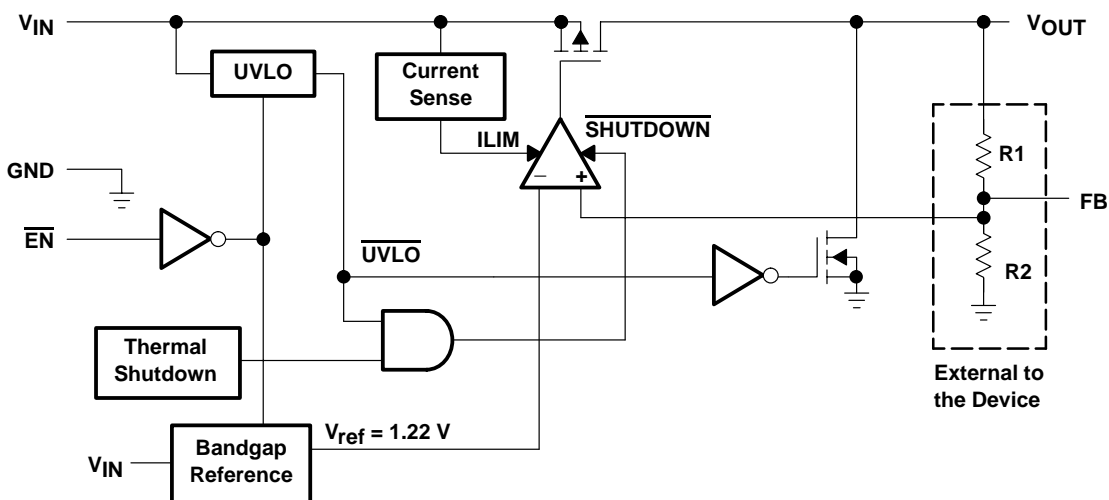 VIN
VOUT
UVLO
Current
Sense
SHUTDOWN
ILIM
R1
GND
− +
FB
EN
UVLO
R2
Thermal
Shutdown
External to
the Device
Vref = 1.22 V
VIN
Bandgap
Reference